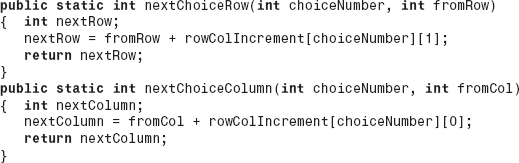 public static int nextChoiceRow(int choiceNumber, int fromRow)
{  int nextRow;
   nextRow = fromRow + rowColIncrement[choiceNumber][1];
   return nextRow;
}
public static int nextChoiceColumn(int choiceNumber, int fromCol)
{  int nextColumn;
   nextColumn = fromCol + rowColIncrement[choiceNumber][0];
   return nextColumn;
}